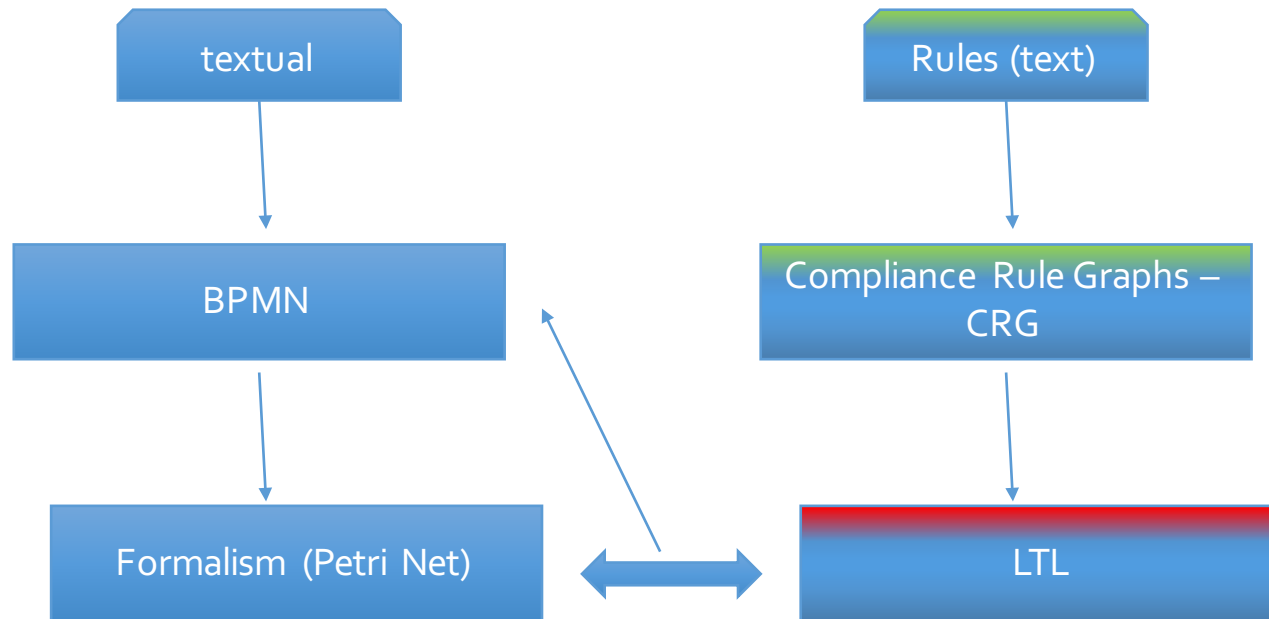 textual
Rules (text)
BPMN
Compliance Rule Graphs –
CRG
Formalism (Petri Net)
LTL